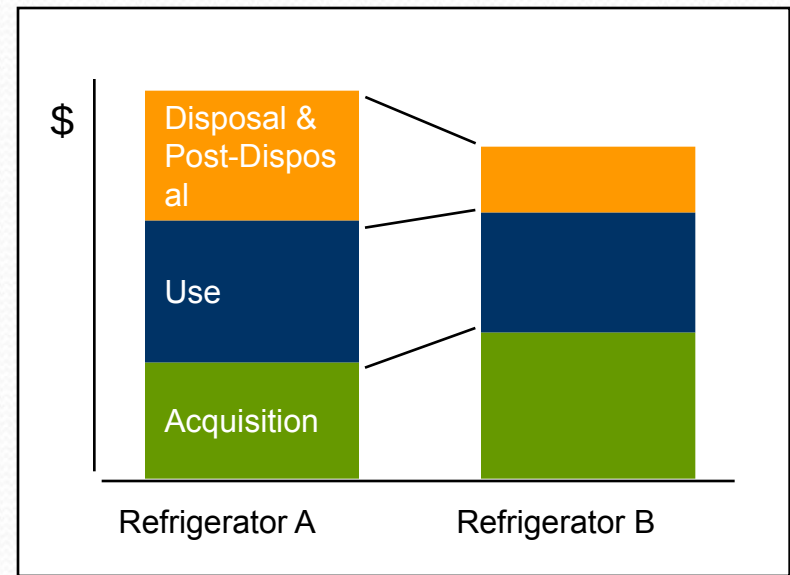 $
Disposal &
Post-Dispos
al
Use
Acquisition
Refrigerator A
Refrigerator B